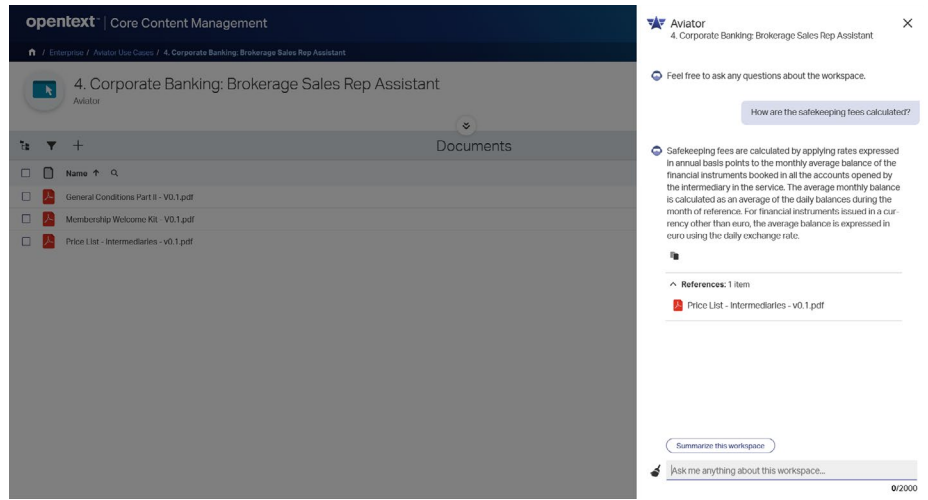 opentext™ | Core Content Management
/ Enterprise / Aviator Use Cases / 4. Corporate Banking: Brokerage Sales Rep Assistant
4. Corporate Banking: Brokerage Sales Rep Assistant
Aviator
Documents
Name
General Conditions Part II - V0.1.pdf
Membership Welcome Kit - V0.1.pdf
Price List - Intermediaries - v0.1.pdf
Aviator
4. Corporate Banking: Brokerage Sales Rep Assistant
Feel free to ask any questions about the workspace.
How are the safekeeping fees calculated?
Safekeeping fees are calculated by applying rates expressed
in annual basis points to the monthly average balance of the
financial instruments booked in all the accounts opened by
the intermediary in the service. The average monthly balance
is calculated as an average of the daily balances during the
month of reference. For financial instruments issued in a cur-
rency other than euro, the average balance is expressed in
euro using the daily exchange rate.
References: 1 item
Price List - Intermediaries - v0.1.pdf
Summarize this workspace
Ask me anything about this workspace...
0/2000